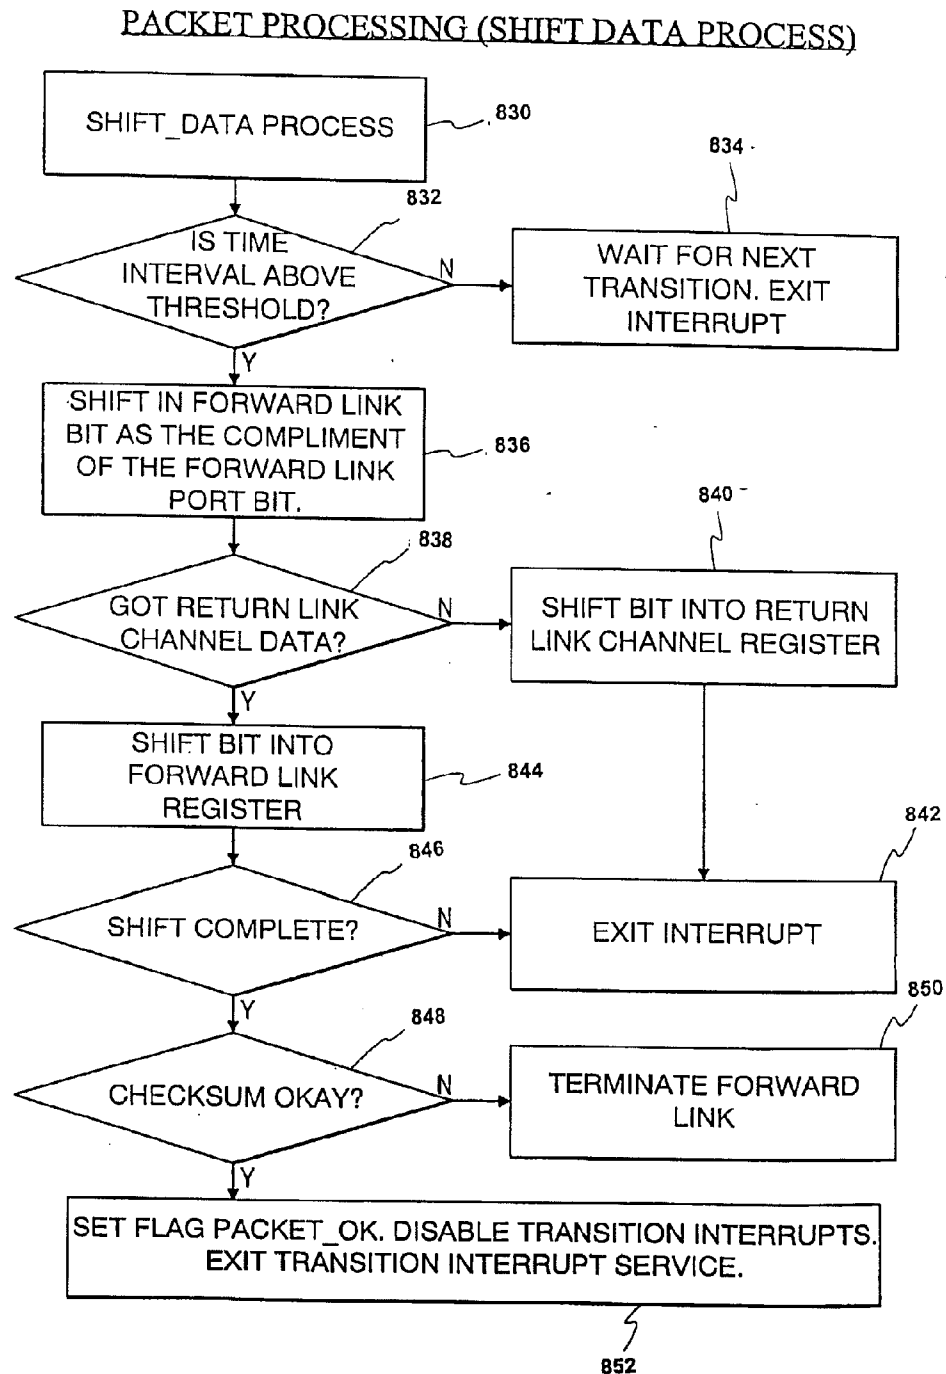 PACKET PROCESSING (SHIFT DATA PROCESS)
SHIFT_DATA PROCESS
830
832
IS TIME
INTERVAL ABOVE
THRESHOLD?
N
Y
834
WAIT FOR NEXT
TRANSITION. EXIT
INTERRUPT
SHIFT IN FORWARD LINK
BIT AS THE COMPLIMENT
OF THE FORWARD LINK
PORT BIT.
836
838
GOT RETURN LINK
CHANNEL DATA?
N
Y
840
SHIFT BIT INTO RETURN
LINK CHANNEL REGISTER
SHIFT BIT INTO
FORWARD LINK
REGISTER
844
846
SHIFT COMPLETE?
N
Y
842
EXIT INTERRUPT
848
CHECKSUM OKAY?
N
Y
850
TERMINATE FORWARD
LINK
SET FLAG PACKET_OK. DISABLE TRANSITION INTERRUPTS.
EXIT TRANSITION INTERRUPT SERVICE.
852